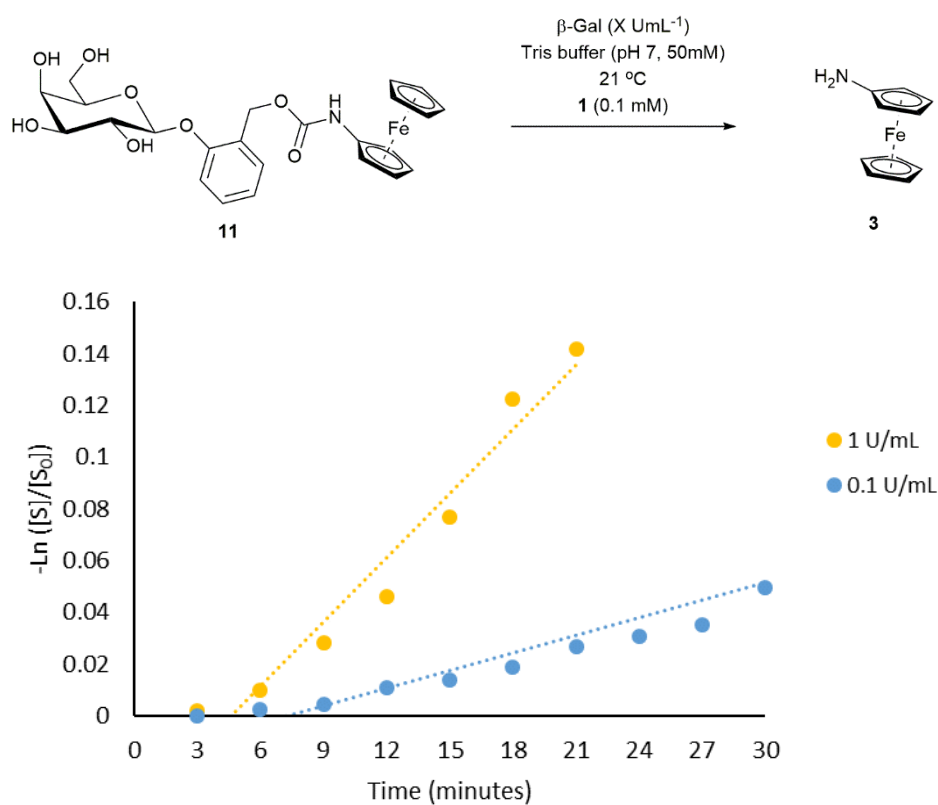 β-Gal (X UmL⁻¹)
Tris buffer (pH 7, 50mM)
21 ºC
1 (0.1 mM)
OH
OH
O
HO
OH
O
O
O
H
N
Fe
11
H₂N
Fe
3
-Ln ([S]/[S₀])
0.16
0.14
0.12
0.1
0.08
0.06
0.04
0.02
0
0 3 6 9 12 15 18 21 24 27 30
Time (minutes)
1 U/mL
0.1 U/mL